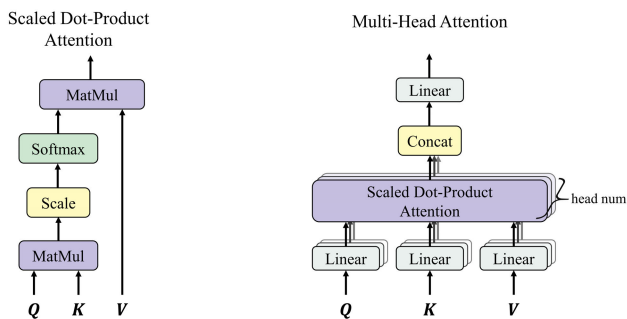 Scaled Dot-Product
Attention
MatMul
Softmax
Scale
MatMul
Q K V
Multi-Head Attention
Linear
Concat
Scaled Dot-Product
Attention
head num
Linear Linear Linear
Q K V